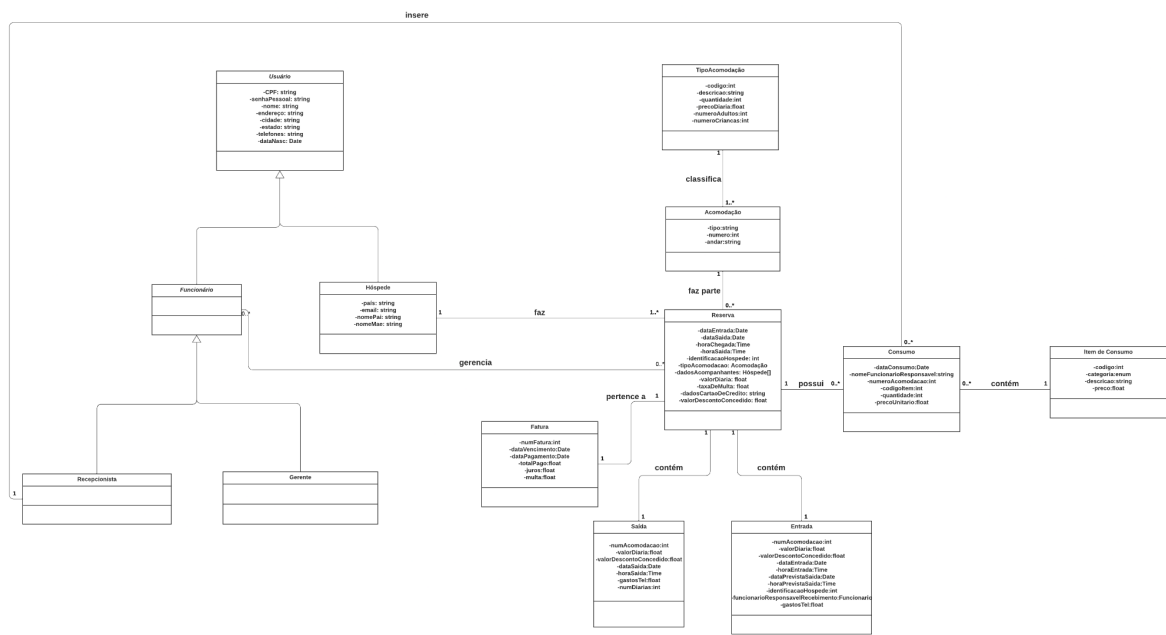 insere
Usuário
-CPF: string
-senhaPessoal: string
-nome: string
-endereço: string
-cidade: string
-estado: string
-telefones: string
-dataNasc: Date
TipoAcomodação
-codigo:int
-descricao:string
-quantidade:int
-precoDiaria:float
-numeroAdultos:int
-numeroCriancas:int
1
classifica
1..*
Acomodação
-tipo:string
-numero:int
-andar:string
1
faz parte
0..*
Funcionário
0..*
Hóspede
-país: string
-email: string
-nomePai: string
-nomeMae: string
1
faz
1..*
gerencia
0..*
Reserva
-dataEntrada:Date
-dataSaida:Date
-horaChegada:Time
-horaSaida:Time
-identificacaoHospede: int
-tipoAcomodacao: Acomodação
-dadosAcompanhantes: Hóspede[]
-valorDiaria: float
-taxaDeMulta: float
-dadosCartaoDeCredito: string
-valorDescontoConcedido: float
1
possui
0..*
0..*
Consumo
-dataConsumo:Date
-nomeFuncionarioResponsavel:string
-numeroAcomodacao:int
-codigoItem:int
-quantidade:int
-precoUnitario:float
0..*
contém
1
Item de Consumo
-codigo:int
-categoria:enum
-descricao:string
-preco:float
pertence a
1
Fatura
-numFatura:int
-dataVencimento:Date
-dataPagamento:Date
-totalPago:float
-juros:float
-multa:float
1
1
contém
1
1
contém
1
Recepcionista
1
Gerente
Saída
-numAcomodacao:int
-valorDiaria:float
-valorDescontoConcedido:float
-dataSaida:Date
-horaSaida:Time
-gastosTel:float
-numDiarias:int
Entrada
-numAcomodacao:int
-valorDiaria:float
-valorDescontoConcedido:float
-dataEntrada:Date
-horaEntrada:Time
-dataPrevistaSaida:Date
-horaPrevistaSaida:Time
-identificacaoHospede:int
-funcionarioResponsavelRecebimento:Funcionario
-gastosTel:float